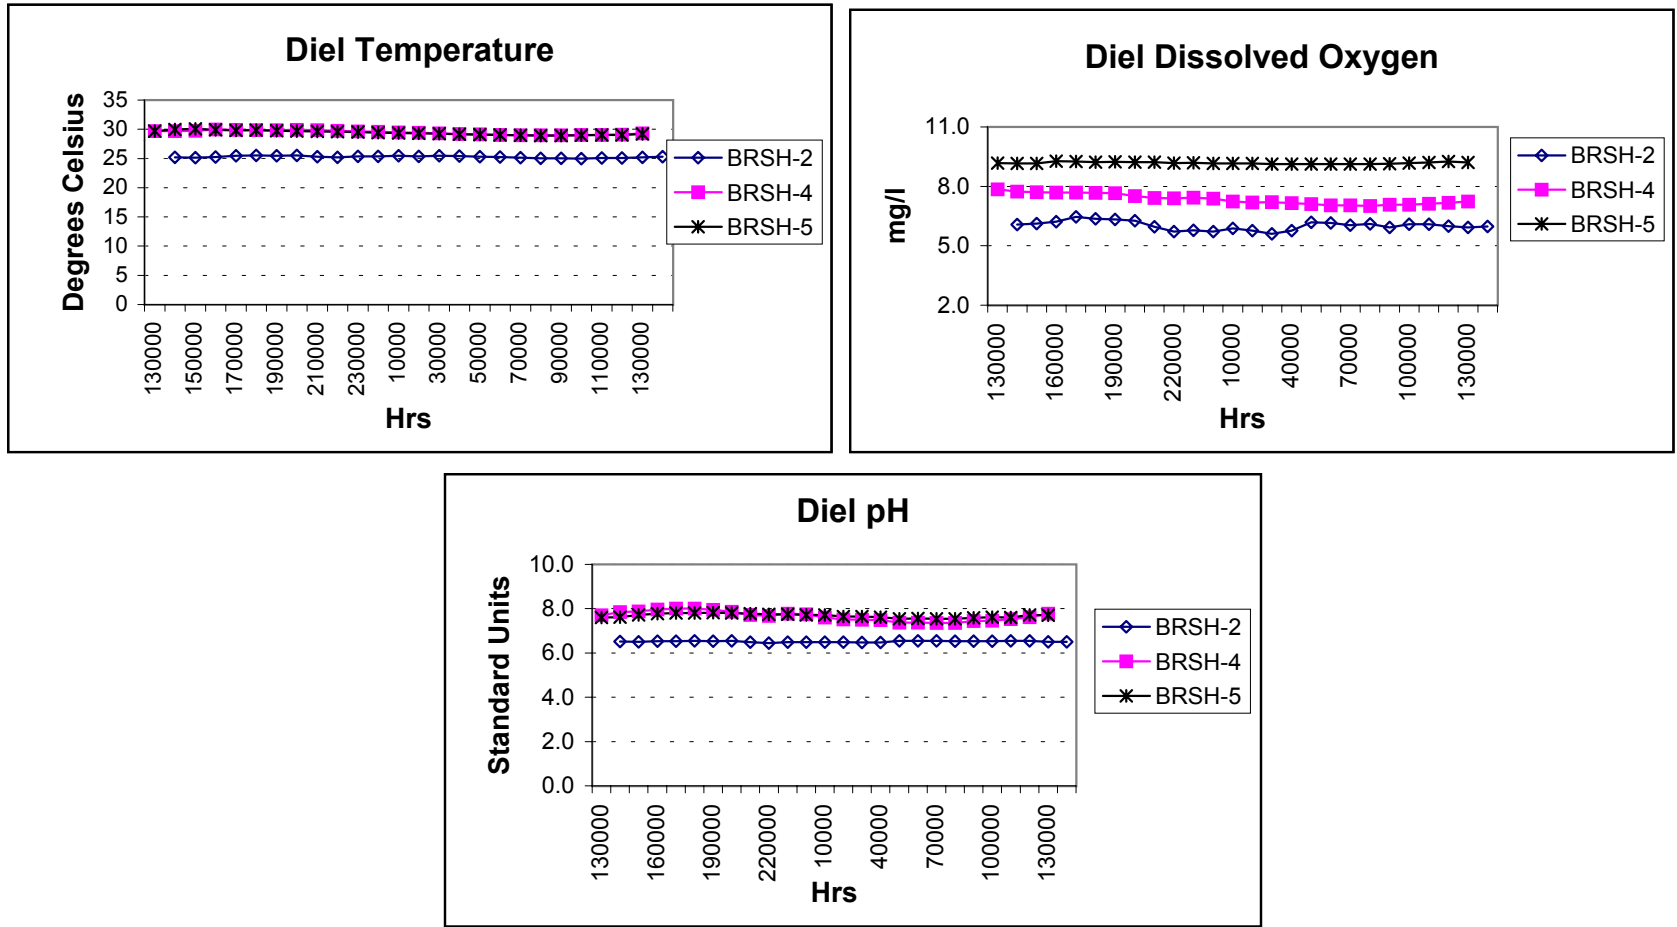 Diel Temperature
Degrees Celsius
35
30
25
20
15
10
5
0
130000
150000
170000
190000
210000
230000
10000
30000
50000
70000
90000
110000
130000
Hrs
BRSH-2
BRSH-4
BRSH-5
Diel Dissolved Oxygen
mg/l
11.0
8.0
5.0
2.0
130000
160000
190000
220000
10000
40000
70000
100000
130000
Hrs
BRSH-2
BRSH-4
BRSH-5
Diel pH
Standard Units
10.0
8.0
6.0
4.0
2.0
0.0
130000
160000
190000
220000
10000
40000
70000
100000
130000
Hrs
BRSH-2
BRSH-4
BRSH-5